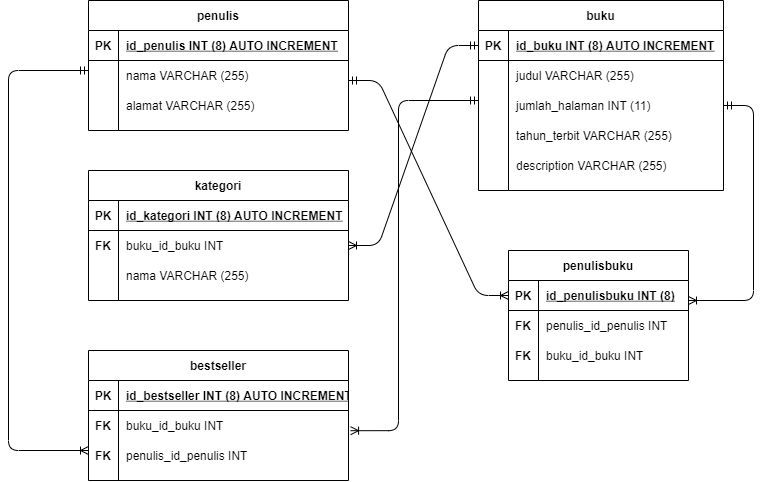 penulis
PK id_penulis INT (8) AUTO INCREMENT
nama VARCHAR (255)
alamat VARCHAR (255)
buku
PK id_buku INT (8) AUTO INCREMENT
judul VARCHAR (255)
jumlah_halaman INT (11)
tahun_terbit VARCHAR (255)
description VARCHAR (255)
kategori
PK id_kategori INT (8) AUTO INCREMENT
FK buku_id_buku INT
nama VARCHAR (255)
penulisbuku
PK id_penulisbuku INT (8)
FK penulis_id_penulis INT
FK buku_id_buku INT
bestseller
PK id_bestseller INT (8) AUTO INCREMENT
FK buku_id_buku INT
FK penulis_id_penulis INT